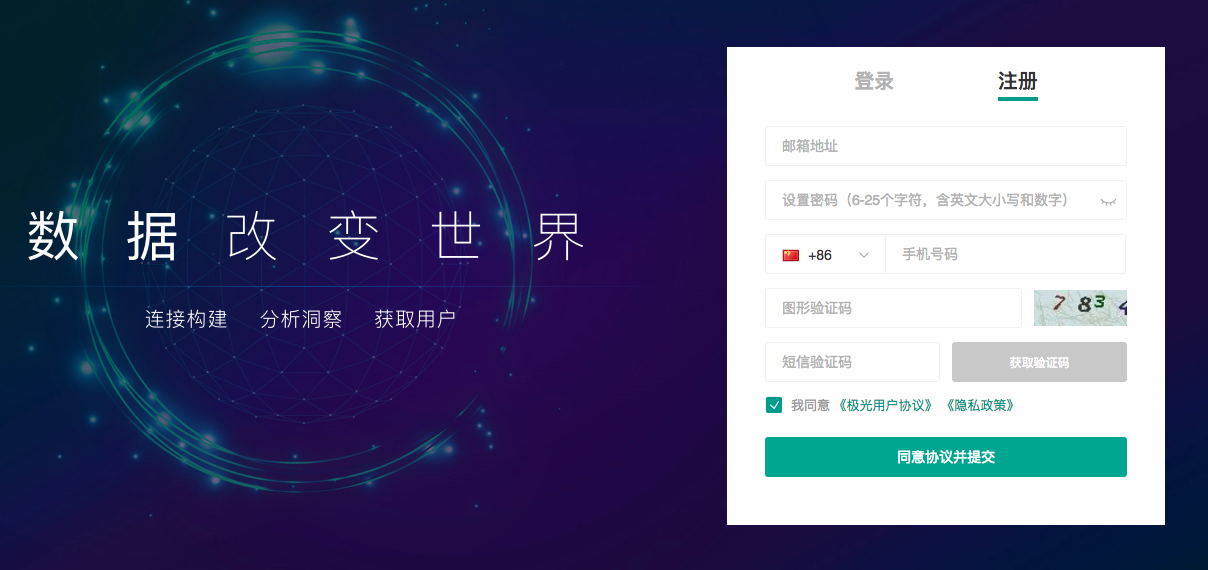 数据改变世界
连接构建 分析洞察 获取用户
登录 注册
邮箱地址
设置密码（6-25个字符，含英文大小写和数字）
+86 手机号码
图形验证码 7 8 3 4
短信验证码 获取验证码
我同意 《极光用户协议》 《隐私政策》
同意协议并提交